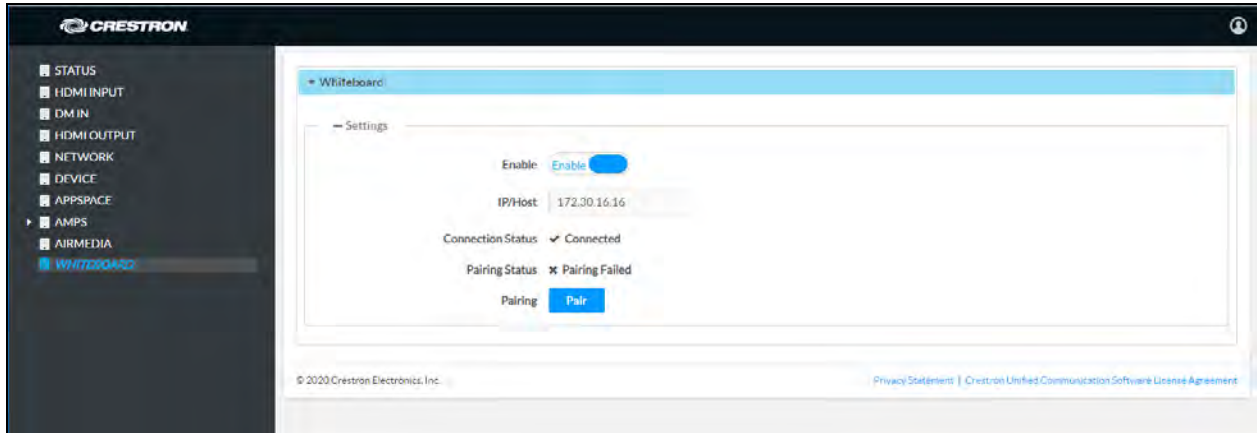 CRESTRON
STATUS
HDMI INPUT
DM IN
HDMI OUTPUT
NETWORK
DEVICE
APPSPACE
AMPS
AIRMEDIA
WHITEBOARD
Whiteboard
Settings
Enable Enable
IP/Host 172.30.16.16
Connection Status Connected
Pairing Status Pairing Failed
Pairing Pair
© 2020 Crestron Electronics, Inc. Privacy Statement | Crestron Unified Communication Software License Agreement